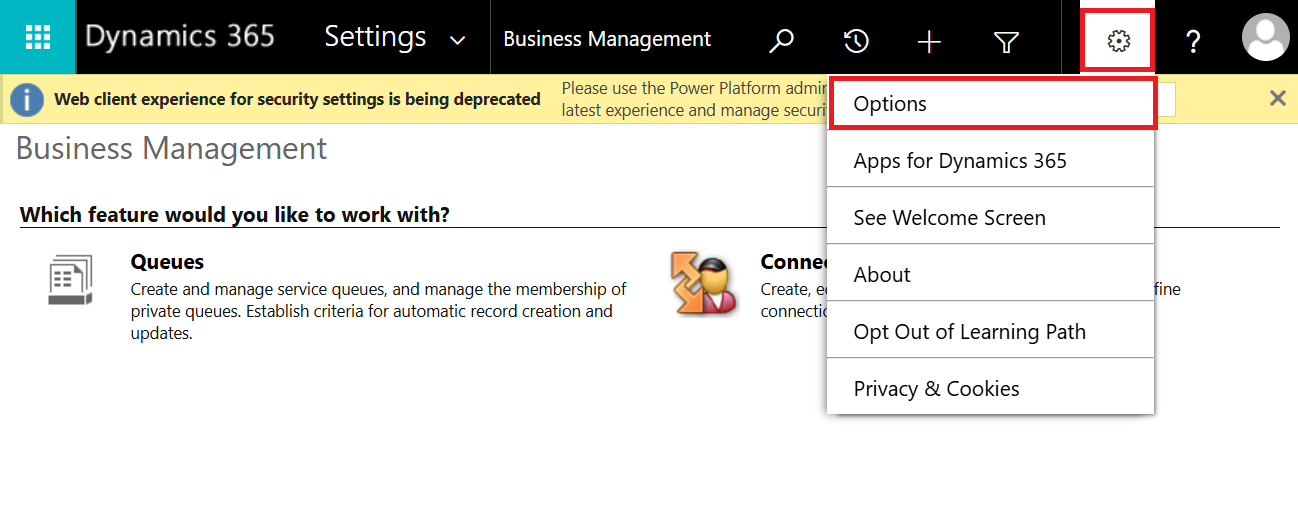 Dynamics 365 Settings Business Management ?
Web client experience for security settings is being deprecated
Please use the Power Platform admin
latest experience and manage securi
Options
Apps for Dynamics 365
See Welcome Screen
About
Opt Out of Learning Path
Privacy & Cookies
Business Management
Which feature would you like to work with?
Queues
Create and manage service queues, and manage the membership of
private queues. Establish criteria for automatic record creation and
updates.
Create,
fine